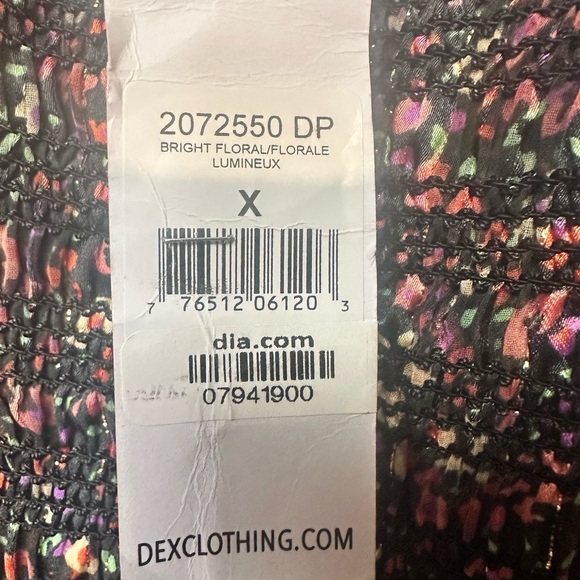 2072550 DP
BRIGHT FLORAL/FLORALE
LUMINEUX
X
7 76512 06120 3
dia.com
07941900
DEXCLOTHING.COM